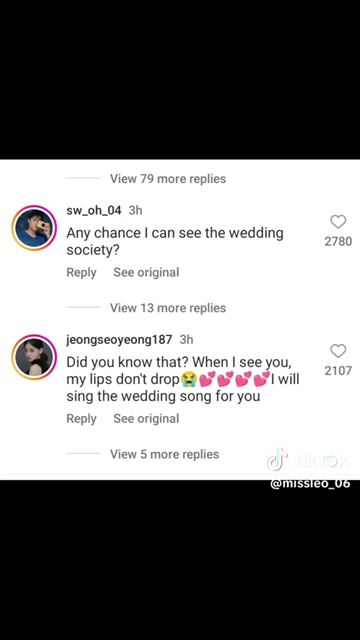 View 79 more replies
sw_oh_04 3h
Any chance I can see the wedding
society?
2780
Reply See original
View 13 more replies
jeongseoyeong187 3h
Did you know that? When I see you,
my lips don't drop😭💕💕💕💕I will
sing the wedding song for you
2107
Reply See original
View 5 more replies
TikTok
@missleo_06